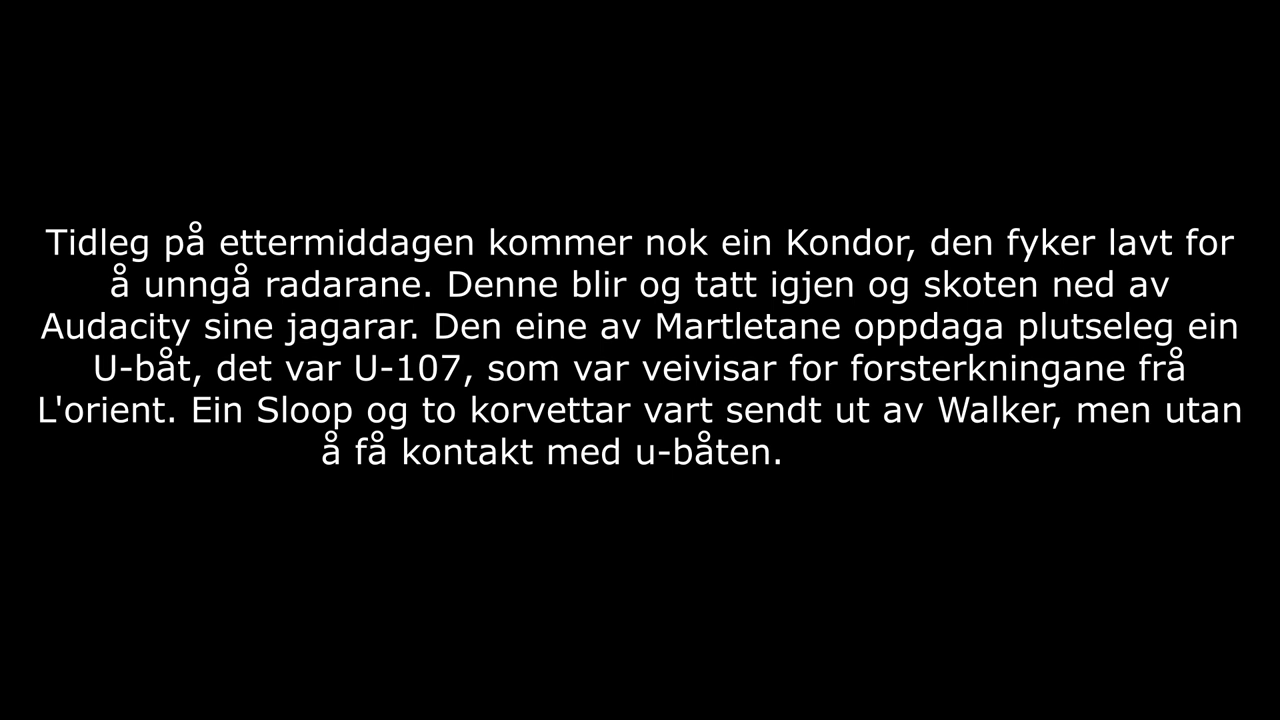 Tidleg på ettermiddagen kommer nok ein Kondor, den fyker lavt for
å unngå radarane. Denne blir og tatt igjen og skoten ned av
Audacity sine jagarar. Den eine av Martletane oppdaga plutseleg ein
U-båt, det var U-107, som var veivisar for forsterkningane frå
L'orient. Ein Sloop og to korvettar vart sendt ut av Walker, men utan
å få kontakt med u-båten.